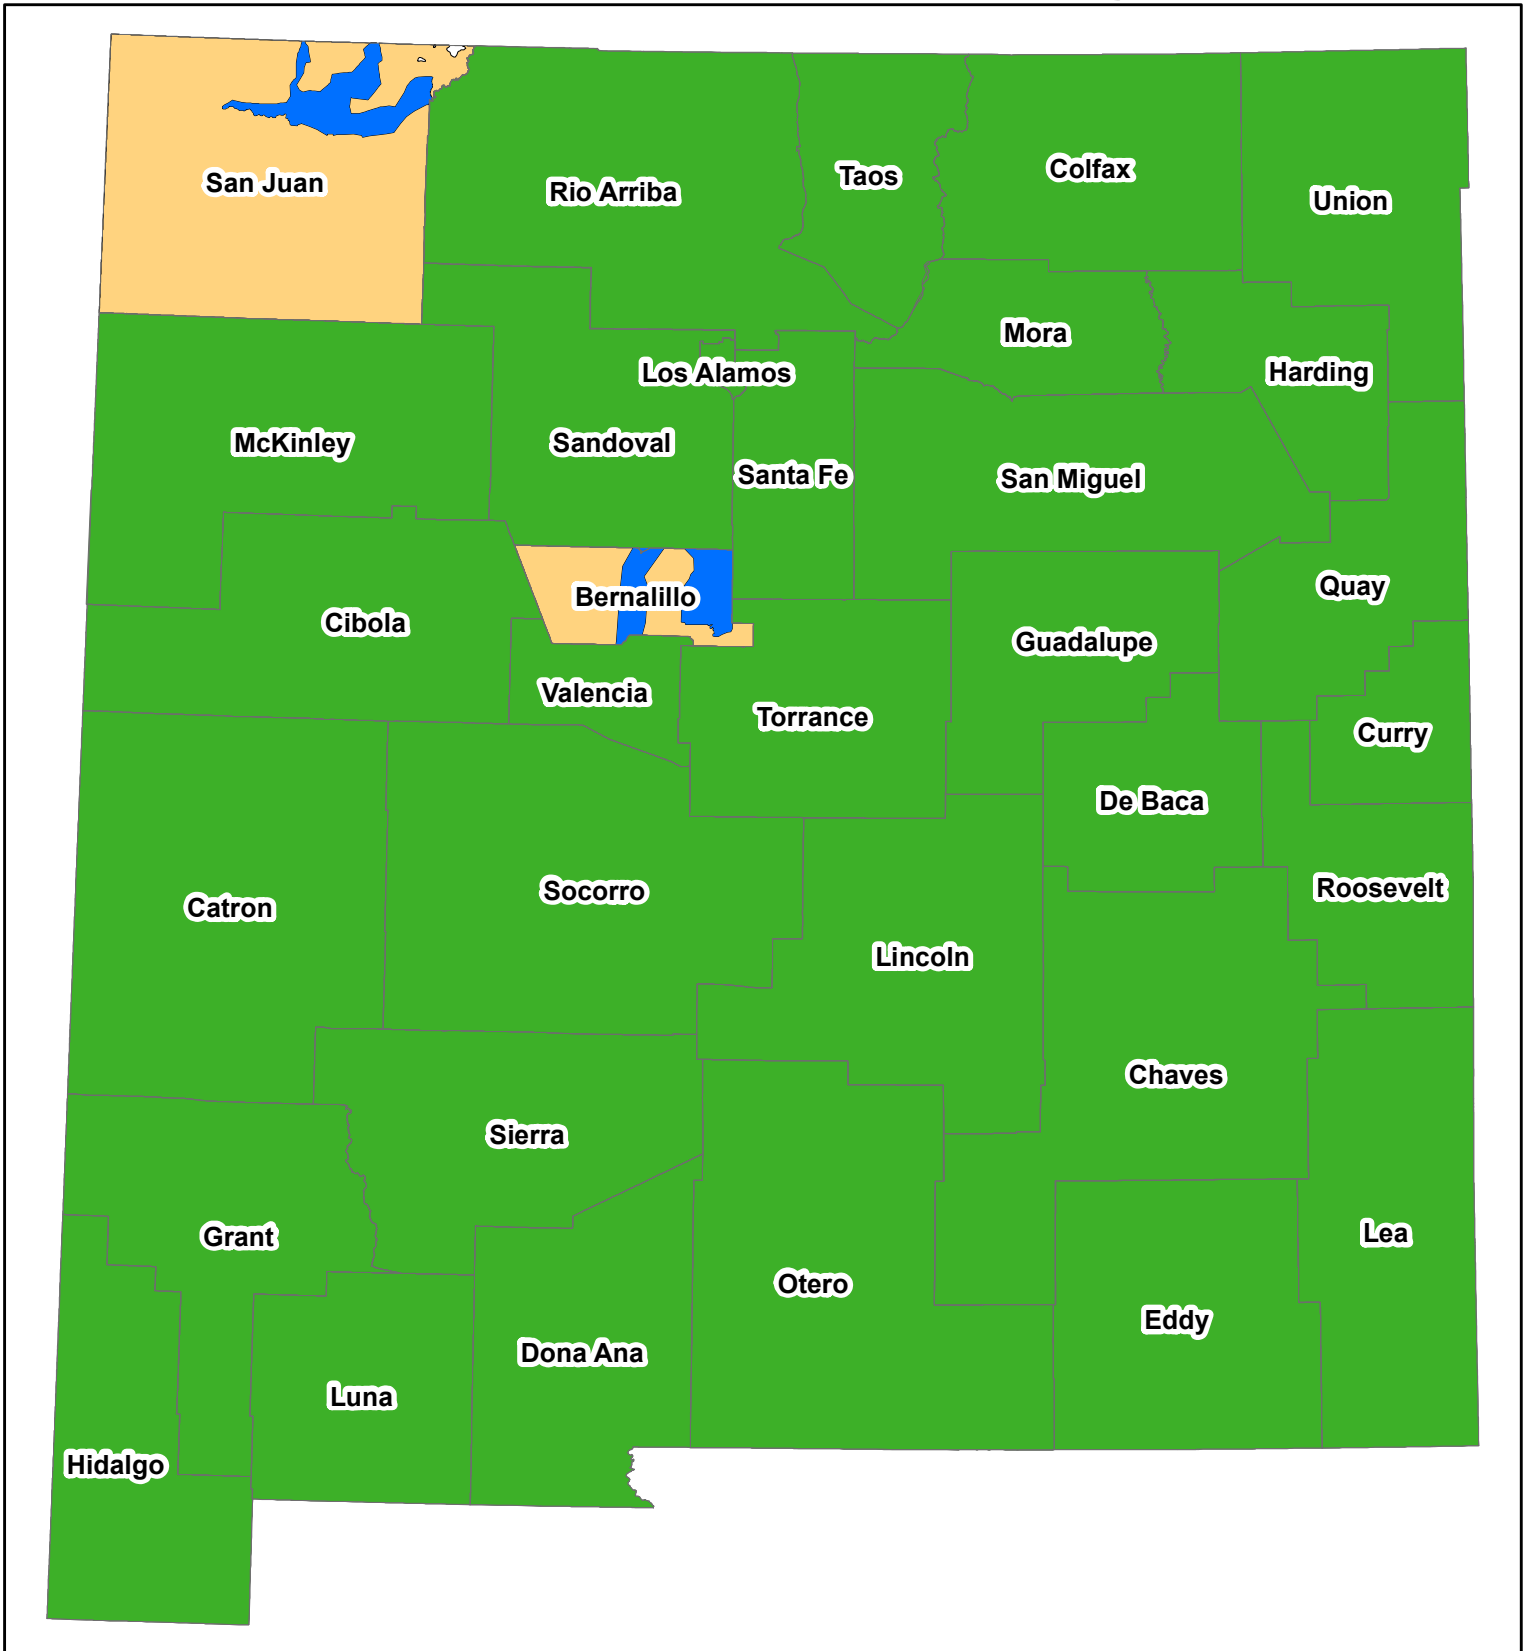 San Juan
Rio Arriba
Taos
Colfax
Union
Mora
Los Alamos
Harding
McKinley
Sandoval
Santa Fe
San Miguel
Bernalillo
Quay
Cibola
Guadalupe
Valencia
Torrance
Curry
De Baca
Catron
Socorro
Roosevelt
Lincoln
Chaves
Sierra
Grant
Lea
Otero
Eddy
Dona Ana
Luna
Hidalgo